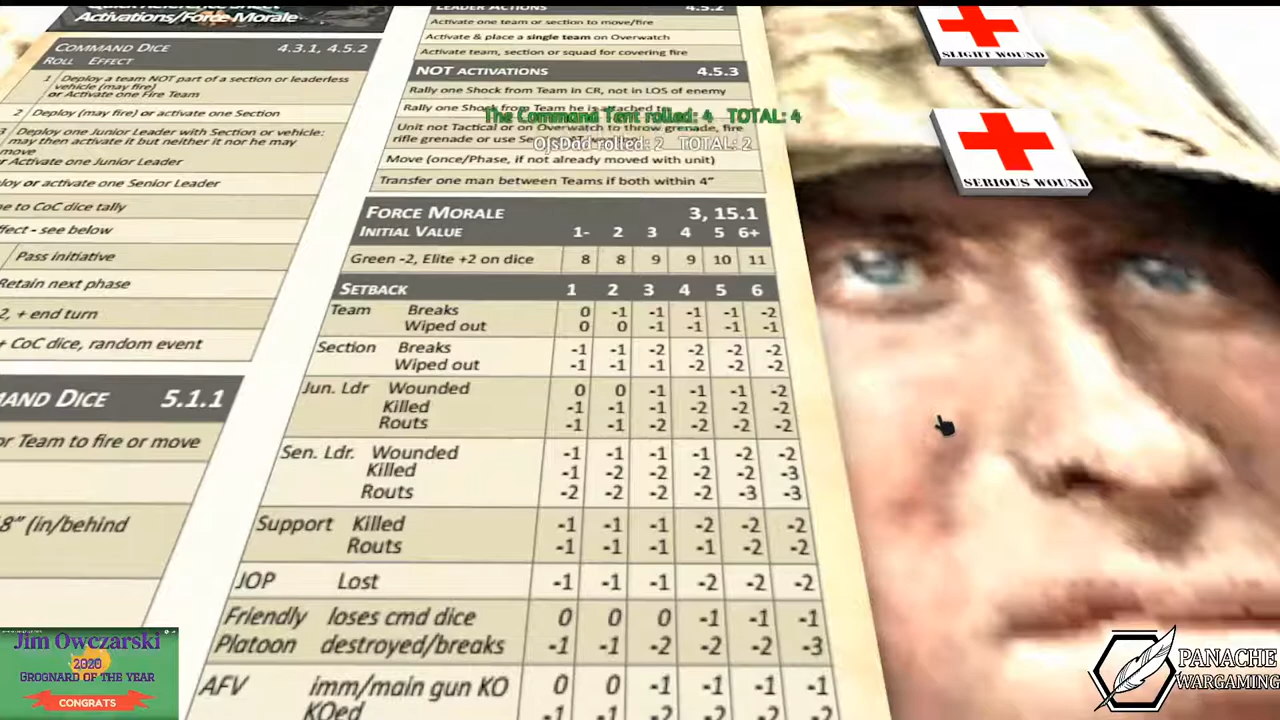 Activations/Force Morale
COMMAND DICE 4.3.1, 4.5.2
ROLL EFFECT
1 Deploy a team NOT part of a section or leaderless
vehicle (may fire)
or Activate one Fire Team
2 Deploy (may fire) or activate one Section
3 Deploy one Junior Leader with Section or vehicle:
may then activate it but neither it nor he may
move
or Activate one Junior Leader
loy or activate one Senior Leader
ne to CoC dice tally
ffect - see below
Pass initiative
Retain next phase
2, + end turn
+ CoC dice, random event
AND DICE 5.1.1
or Team to fire or move
8" (in/behind
LEADER ACTIONS 4.5.2
Activate one team or section to move/fire
Activate & place a single team on Overwatch
Activate team, section or squad for covering fire
NOT ACTIVATIONS 4.5.3
Rally one Shock from Team in CR, not in LOS of enemy
Rally one Shock from Team he is attached to
The Command Tent rolled: 4 TOTAL: 4
Unit not Tactical or on Overwatch to throw grenade, fire
rifle grenade or use Se
OJsDad rolled: 2 TOTAL: 2
Move (once/Phase, if not already moved with unit)
Transfer one man between Teams if both within 4"
FORCE MORALE 3, 15.1
INITIAL VALUE 1- 2 3 4 5 6+
Green -2, Elite +2 on dice 8 8 9 9 10 11
SETBACK 1 2 3 4 5 6
Team Breaks 0 -1 -1 -1 -1 -2
Wiped out 0 0 -1 -1 -1 -1
Section Breaks -1 -1 -2 -2 -2 -2
Wiped out -1 -1 -1 -2 -2 -2
Jun. Ldr Wounded 0 0 -1 -1 -1 -2
Killed -1 -1 -1 -2 -2 -2
Routs -1 -1 -2 -2 -2 -2
Sen. Ldr. Wounded -1 -1 -1 -1 -2 -2
Killed -1 -2 -2 -2 -2 -3
Routs -2 -2 -2 -2 -3 -3
Support Killed -1 -1 -1 -2 -2 -2
Routs -1 -1 -1 -1 -2 -2
JOP Lost -1 -1 -1 -2 -2 -2
Friendly loses cmd dice 0 0 0 -1 -1 -1
Platoon destroyed/breaks -1 -1 -2 -2 -2 -3
AFV imm/main gun KO 0 0 -1 -1 -1 -1
KOed -1 -1 -2 -2 -2 -2
SLIGHT WOUND
SERIOUS WOUND
Jim Owczarski
2020
GROGNARD OF THE YEAR
CONGRATS
PANACHE
WARGAMING